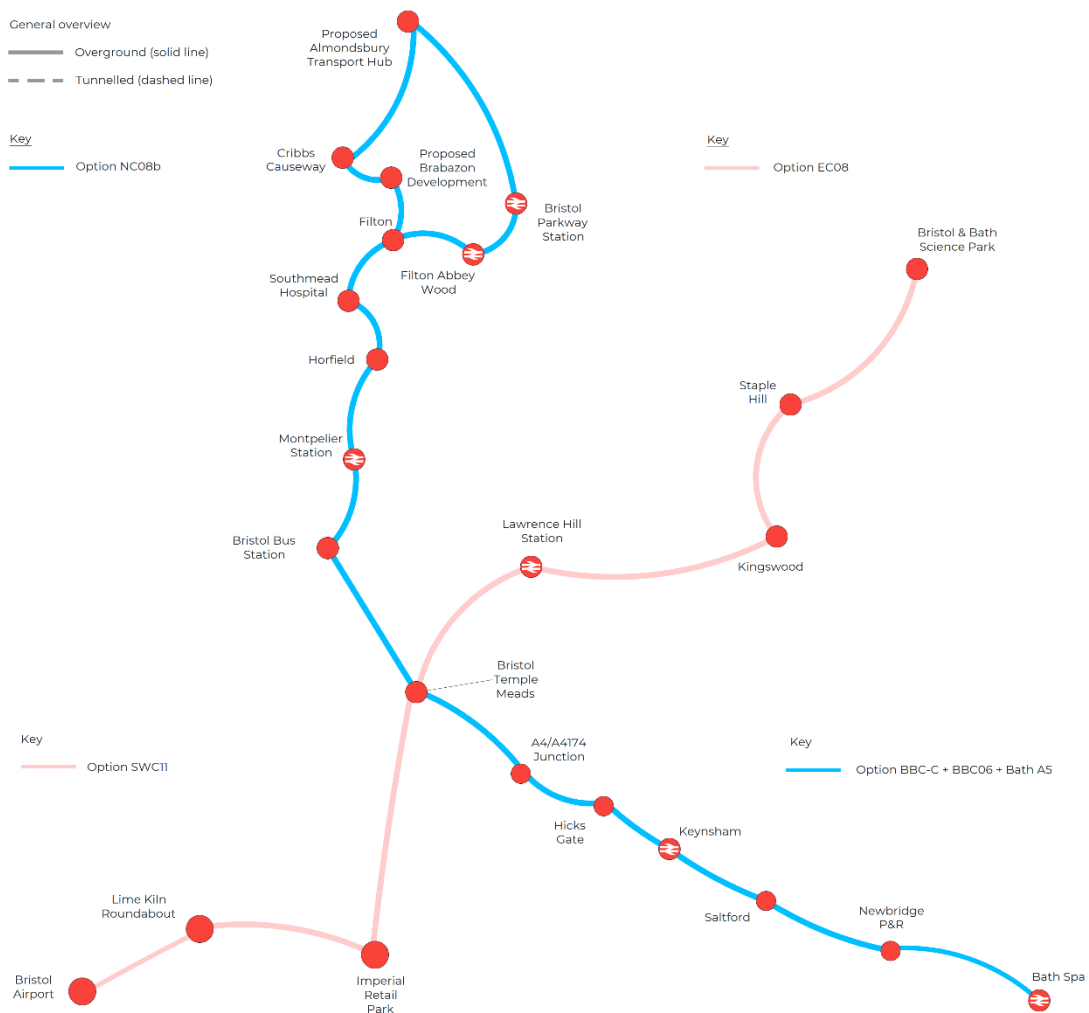 General overview
Overground (solid line)
Tunnelled (dashed line)
Key
Option NC08b
Proposed
Almondsbury
Transport Hub
Cribbs
Causeway
Proposed
Brabazon
Development
Key
Option EC08
Filton
Bristol
Parkway
Station
Filton Abbey
Wood
Bristol & Bath
Science Park
Southmead
Hospital
Horfield
Staple
Hill
Montpelier
Station
Lawrence Hill
Station
Bristol Bus
Station
Kingswood
Bristol
Temple
Meads
Key
Option SWC11
A4/A4174
Junction
Key
Option BBC-C + BBC06 + Bath A5
Hicks
Gate
Keynsham
Lime Kiln
Roundabout
Saltford
Newbridge
P&R
Bristol
Airport
Imperial
Retail
Park
Bath Spa